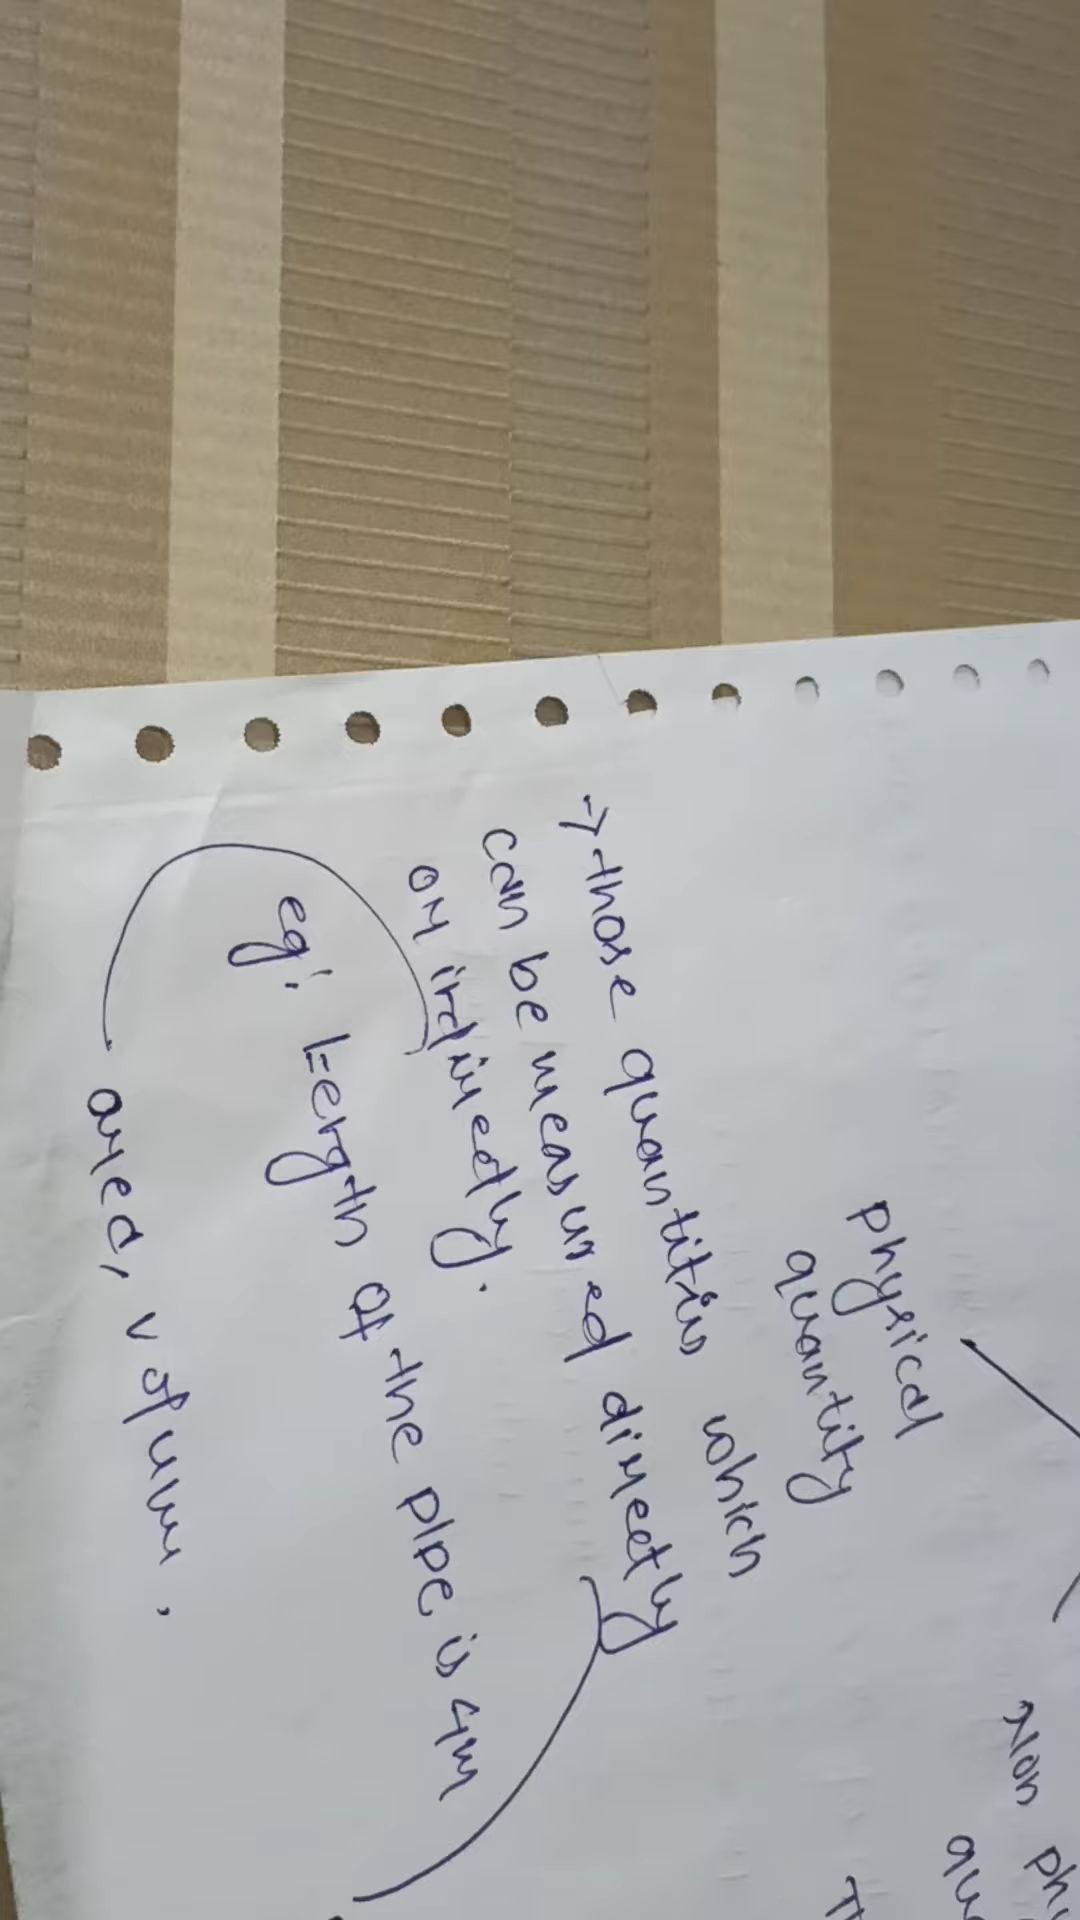 physical
quantity
→ those quantities which
can be measured directly
or indirectly.
eg: Length of the pipe is 4m
area, volume,
Non